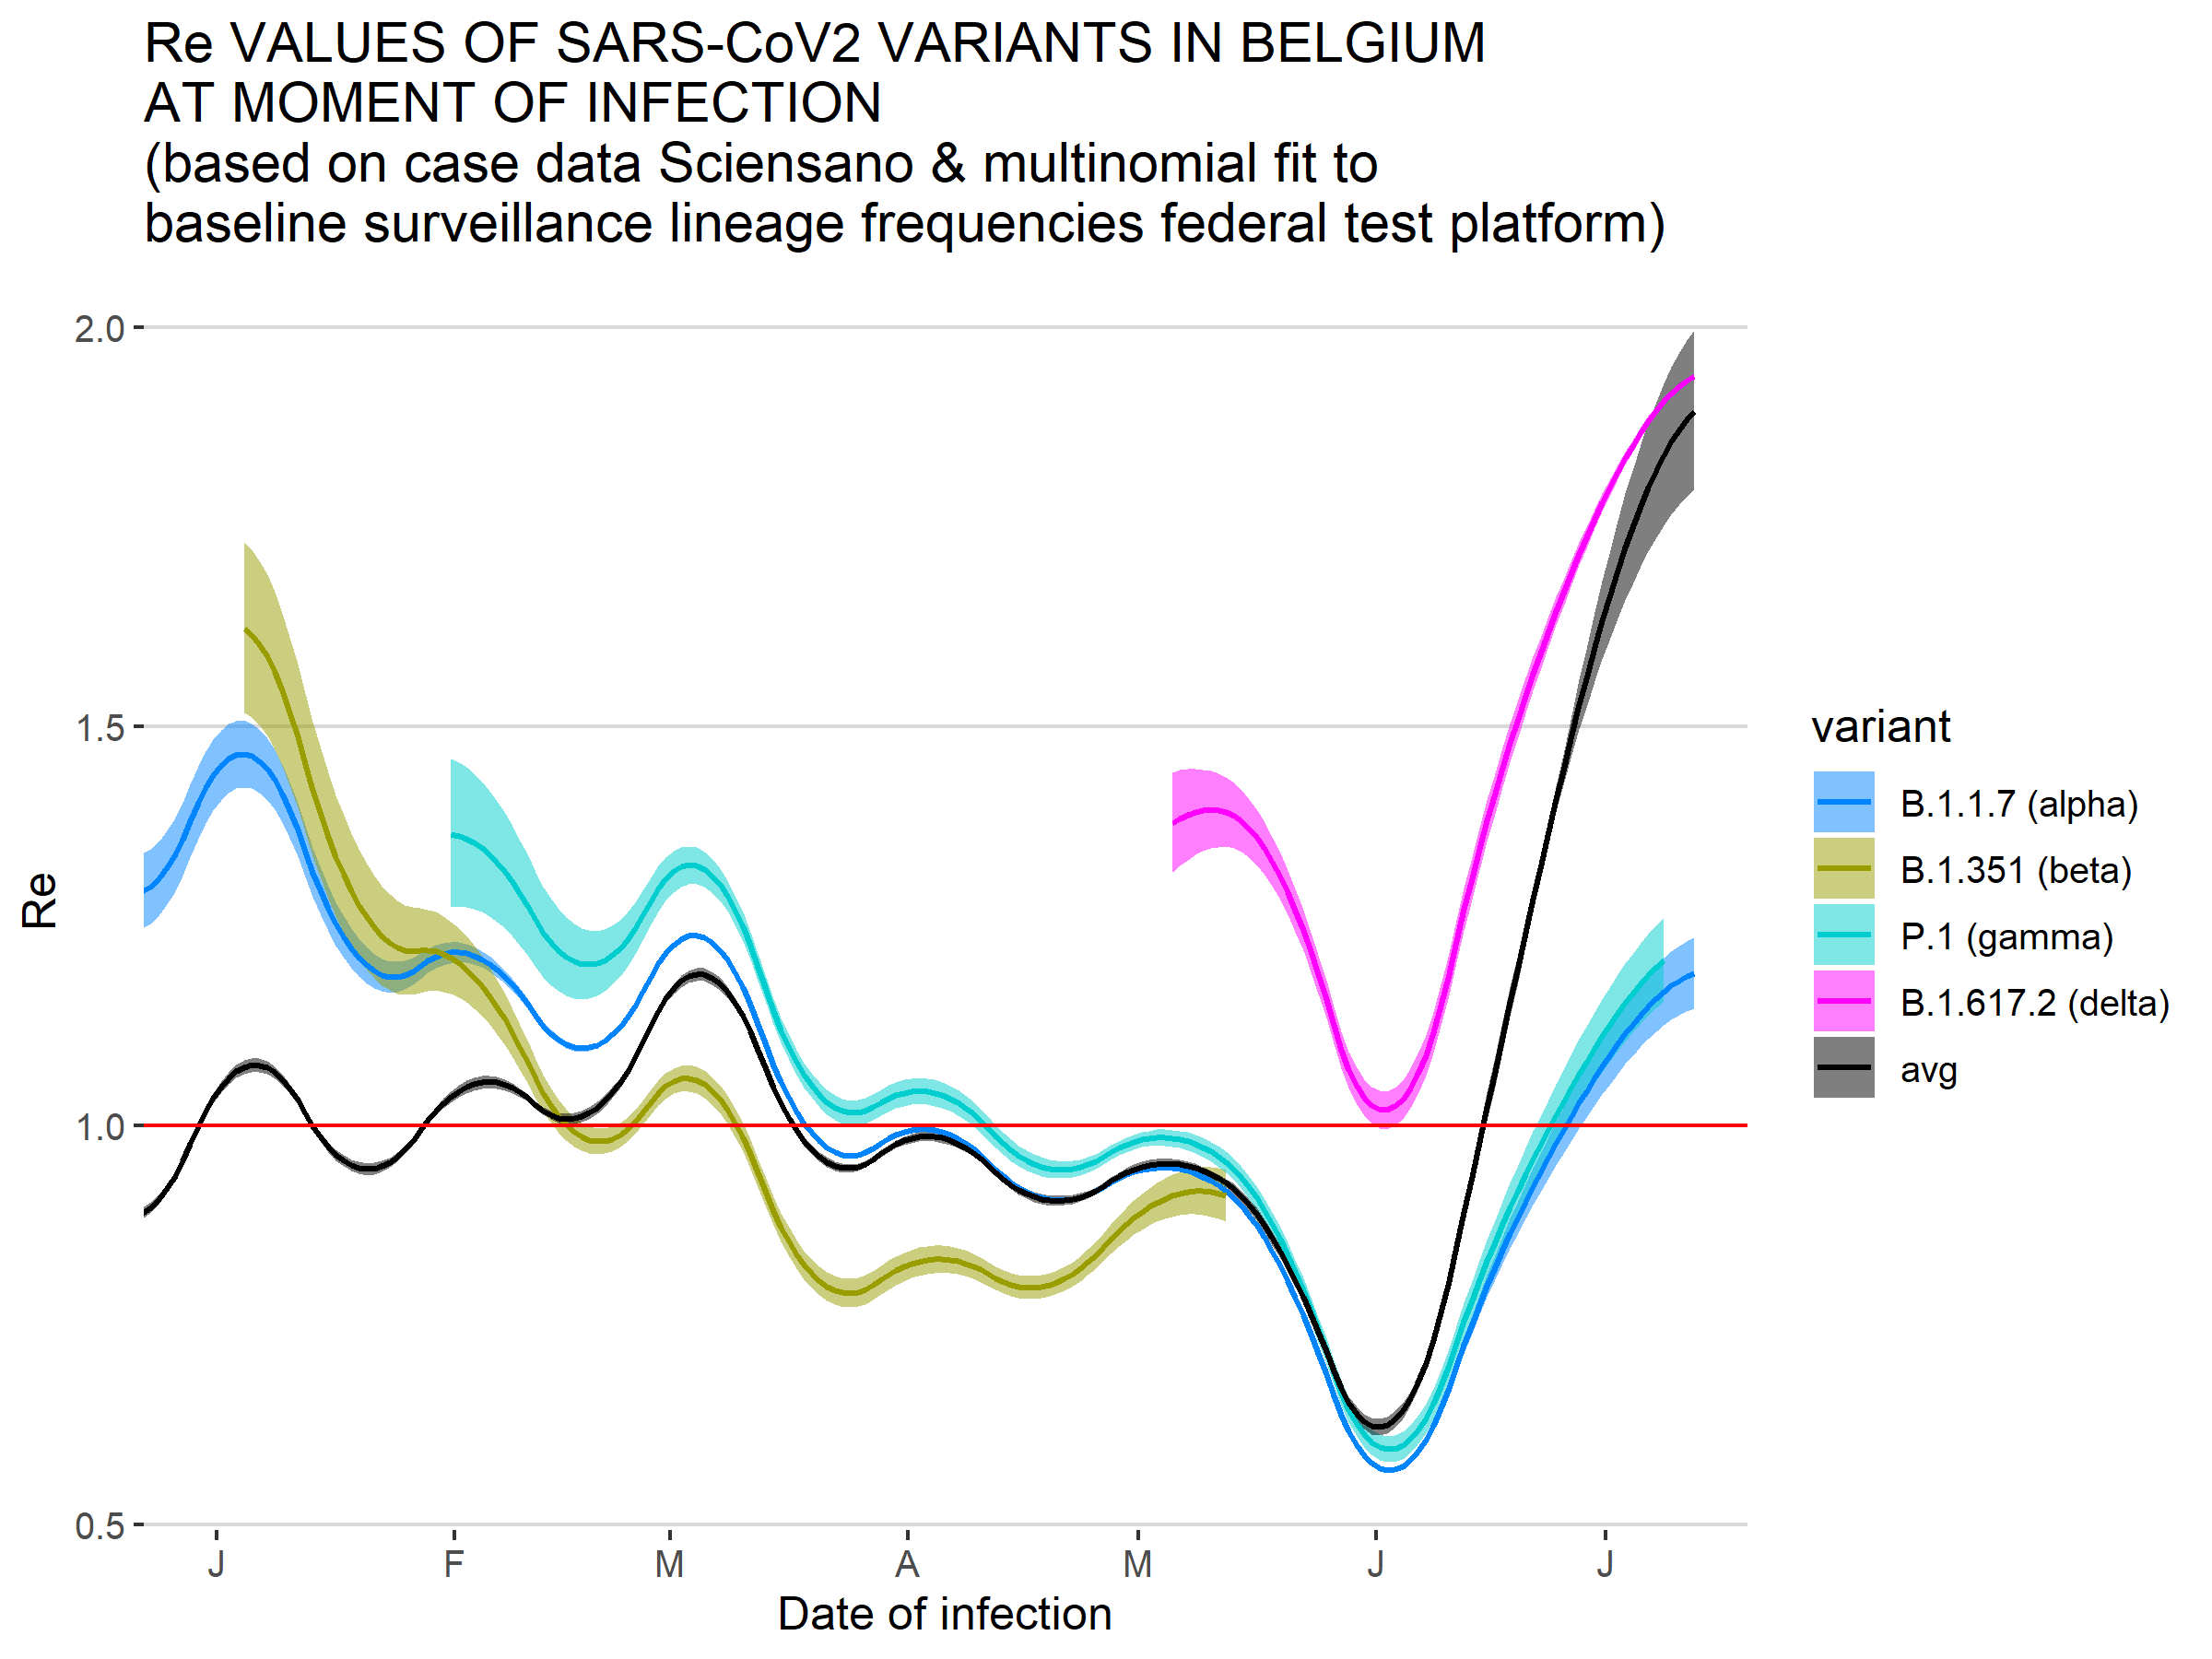 Re VALUES OF SARS-CoV2 VARIANTS IN BELGIUM
AT MOMENT OF INFECTION
(based on case data Sciensano & multinomial fit to
baseline surveillance lineage frequencies federal test platform)
2.0
1.5
1.0
0.5
Re
J F M A M J J
Date of infection
variant
B.1.1.7 (alpha)
B.1.351 (beta)
P.1 (gamma)
B.1.617.2 (delta)
avg